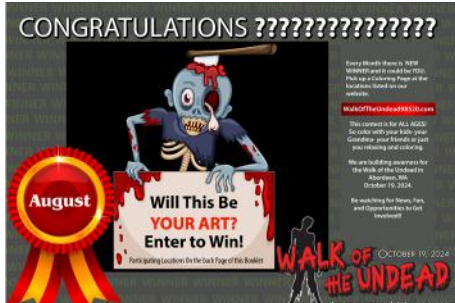 CONGRATULATIONS ???????????????
Every Month there is NEW
WINNER and it could be YOU.
Pick up a Coloring Page at the
locations listed on our
website.
WalkOfTheUndead98520.com
This contest is for ALL AGES!
So color with your kids- your
Grandma- your friends or just
you relaxing and coloring.
We are building awarness for
the Walk of the Undead in
Aberdeen, WA
October 19, 2024.
Be watching for News, Fun,
and Opportunities to Get
Involved!!
August
Will This Be
YOUR ART?
Enter to Win!
Participating Locations On the back Page of this Booklet
OCTOBER 19, 2024
WALK OF
THE UNDEAD